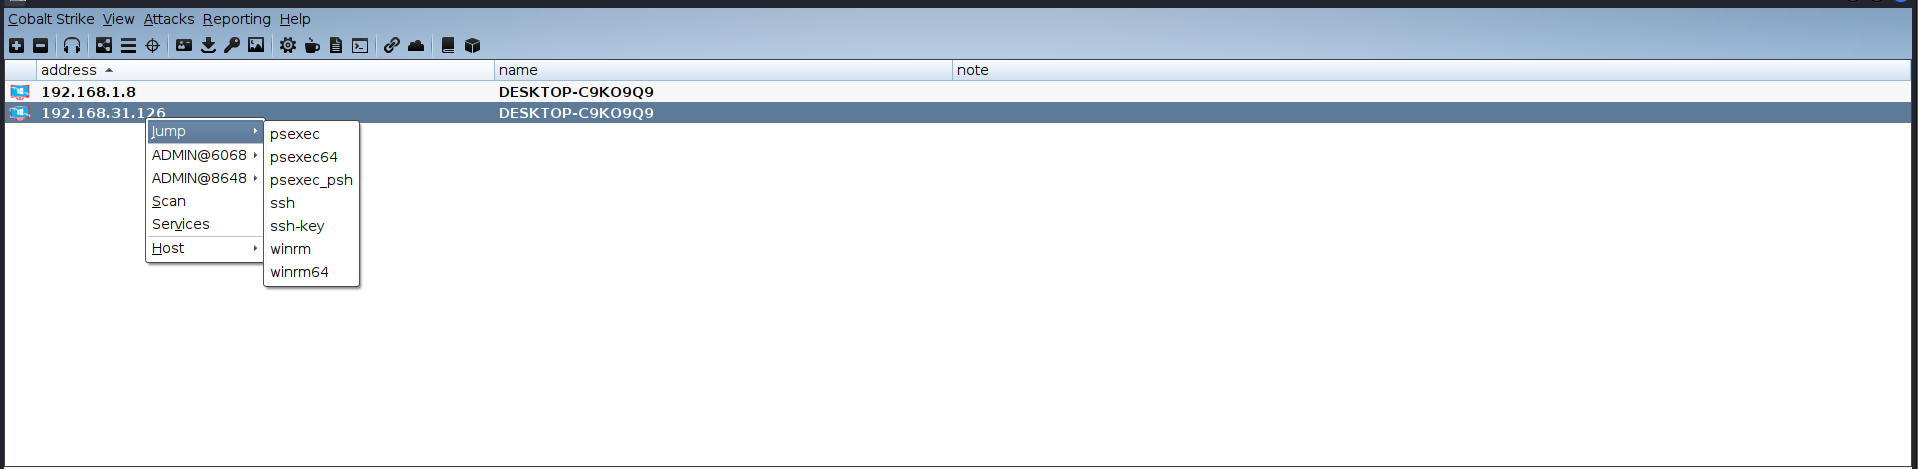 Cobalt Strike View Attacks Reporting Help
address name note
192.168.1.8 DESKTOP-C9KO9Q9
192.168.31.126 DESKTOP-C9KO9Q9
Jump
ADMIN@6068
ADMIN@8648
Scan
Services
Host
psexec
psexec64
psexec_psh
ssh
ssh-key
winrm
winrm64